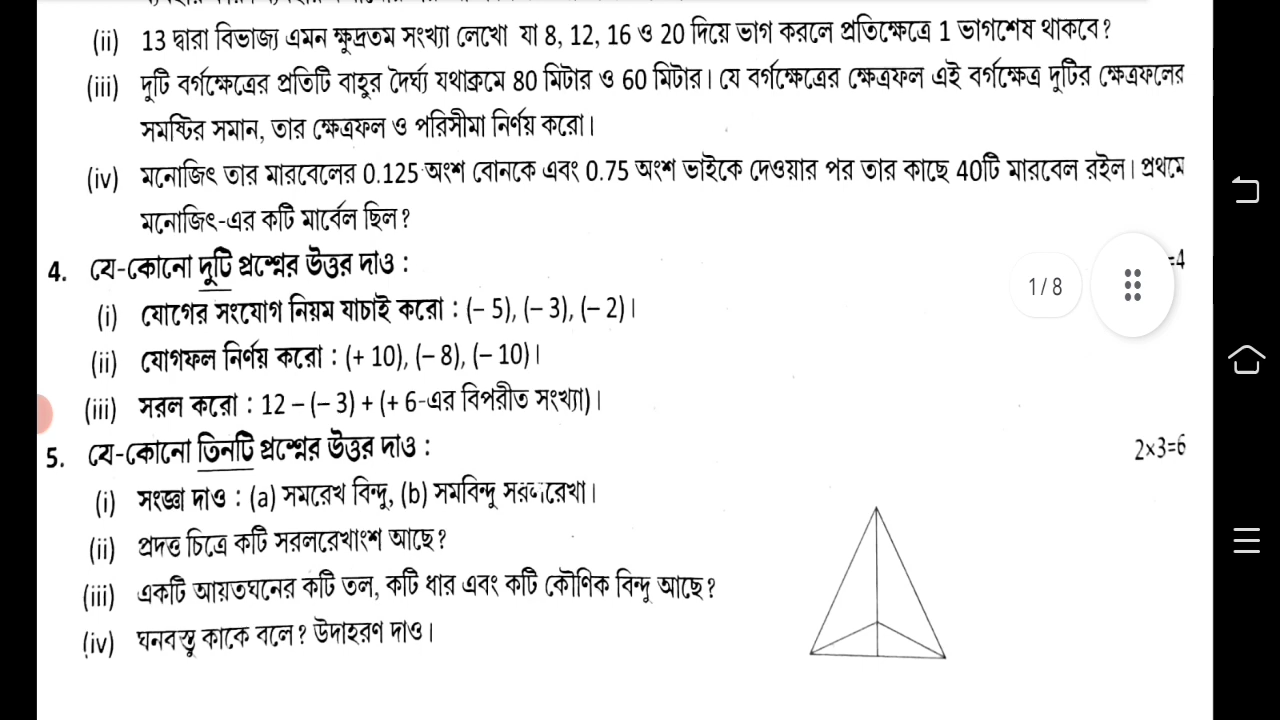 (ii) 13 দ্বারা বিভাজ্য এমন ক্ষুদ্রতম সংখ্যা লেখো যা 8, 12, 16 ও 20 দিয়ে ভাগ করলে প্রতিক্ষেত্রে 1 ভাগশেষ থাকবে?
(iii) দুটি বর্গক্ষেত্রের প্রতিটি বাহুর দৈর্ঘ্য যথাক্রমে 80 মিটার ও 60 মিটার। যে বর্গক্ষেত্রের ক্ষেত্রফল এই বর্গক্ষেত্র দুটির ক্ষেত্রফলের
সমষ্টির সমান, তার ক্ষেত্রফল ও পরিসীমা নির্ণয় করো।
(iv) মনোজিৎ তার মারবেলের 0.125 অংশ বোনকে এবং 0.75 অংশ ভাইকে দেওয়ার পর তার কাছে 40টি মারবেল রইল। প্রথমে
মনোজিৎ-এর কটি মার্বেল ছিল?
4. যে-কোনো দুটি প্রশ্নের উত্তর দাও : =4
(i) যোগের সংযোগ নিয়ম যাচাই করো : (– 5), (– 3), (– 2)।
1/8
(ii) যোগফল নির্ণয় করো : (+ 10), (– 8), (– 10)।
(iii) সরল করো : 12 – (– 3) + (+ 6-এর বিপরীত সংখ্যা)।
5. যে-কোনো তিনটি প্রশ্নের উত্তর দাও : 2×3=6
(i) সংজ্ঞা দাও : (a) সমরেখ বিন্দু, (b) সমবিন্দু সরলরেখা।
(ii) প্রদত্ত চিত্রে কটি সরলরেখাংশ আছে?
(iii) একটি আয়তঘনের কটি তল, কটি ধার এবং কটি কৌণিক বিন্দু আছে?
(iv) ঘনবস্তু কাকে বলে? উদাহরণ দাও।